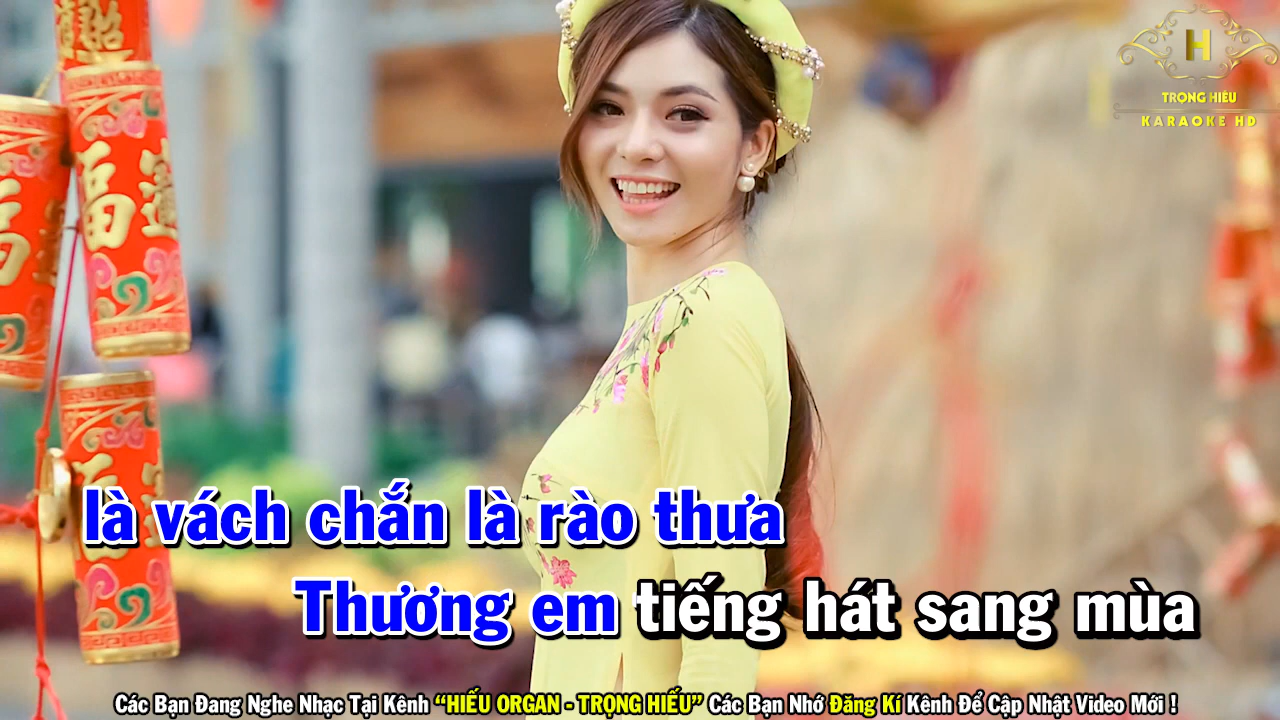 H
TRỌNG HIẾU
KARAOKE HD
福
là vách chắn là rào thưa
Thương em tiếng hát sang mùa
Các Bạn Đang Nghe Nhạc Tại Kênh “HIẾU ORGAN - TRỌNG HIẾU” Các Bạn Nhớ Đăng Kí Kênh Để Cập Nhật Video Mới !